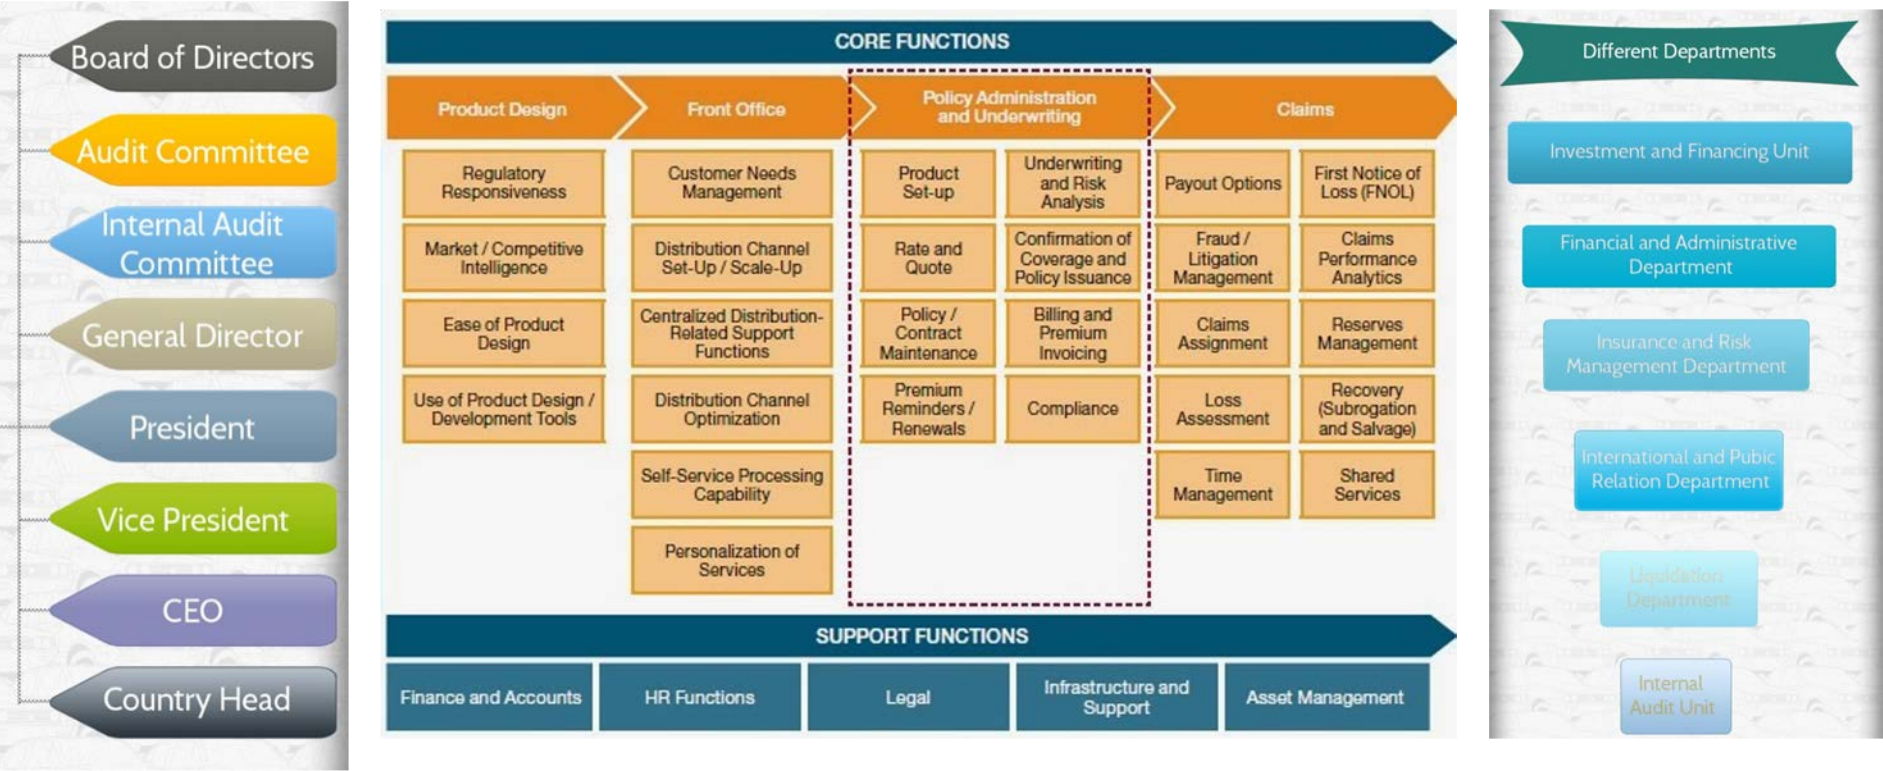 Board of Directors
Audit Committee
Internal Audit
Committee
General Director
President
Vice President
CEO
Country Head
CORE FUNCTIONS
Product Design
Front Office
Policy Administration
and Underwriting
Claims
Regulatory
Responsiveness
Market / Competitive
Intelligence
Ease of Product
Design
Use of Product Design /
Development Tools
Customer Needs
Management
Distribution Channel
Set-Up / Scale-Up
Centralized Distribution-
Related Support
Functions
Distribution Channel
Optimization
Self-Service Processing
Capability
Personalization of
Services
Product
Set-up
Rate and
Quote
Policy /
Contract
Maintenance
Premium
Reminders /
Renewals
Underwriting
and Risk
Analysis
Confirmation of
Coverage and
Policy Issuance
Billing and
Premium
Invoicing
Compliance
Payout Options
Fraud /
Litigation
Management
Claims
Assignment
Loss
Assessment
Time
Management
First Notice of
Loss (FNOL)
Claims
Performance
Analytics
Reserves
Management
Recovery
(Subrogation
and Salvage)
Shared
Services
SUPPORT FUNCTIONS
Finance and Accounts
HR Functions
Legal
Infrastructure and
Support
Asset Management
Different Departments
Investment and Financing Unit
Financial and Administrative
Department
Insurance and Risk
Management Department
International and Pubic
Relation Department
Liquidation
Department
Internal
Audit Unit